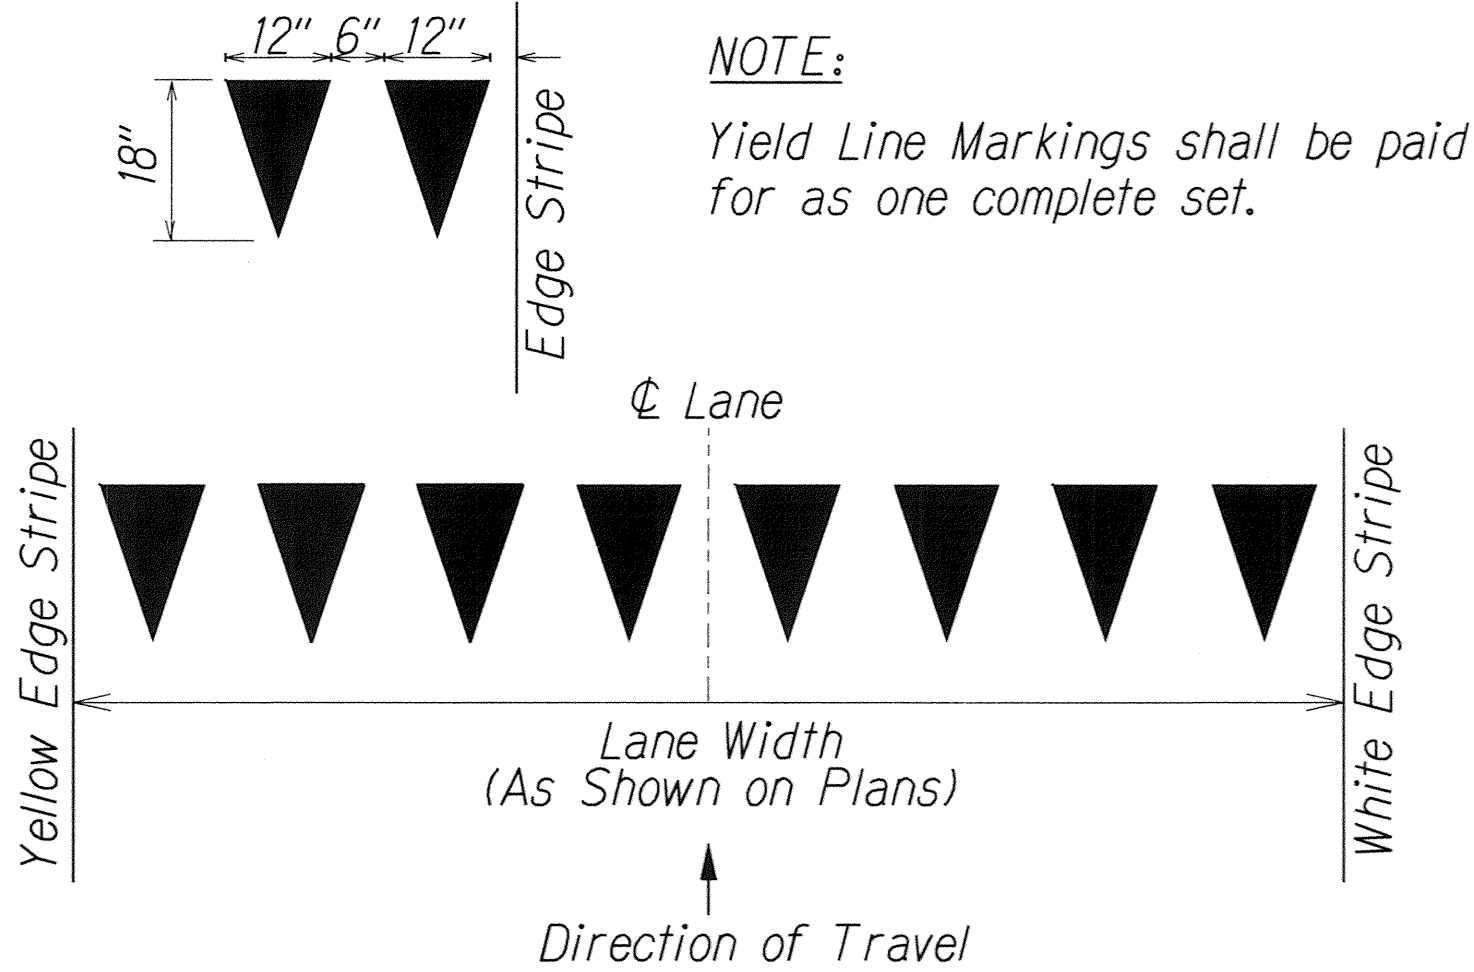 12" 6" 12"
18"
Edge Stripe
NOTE:
Yield Line Markings shall be paid
for as one complete set.
℄ Lane
Yellow Edge Stripe
White Edge Stripe
Lane Width
(As Shown on Plans)
Direction of Travel